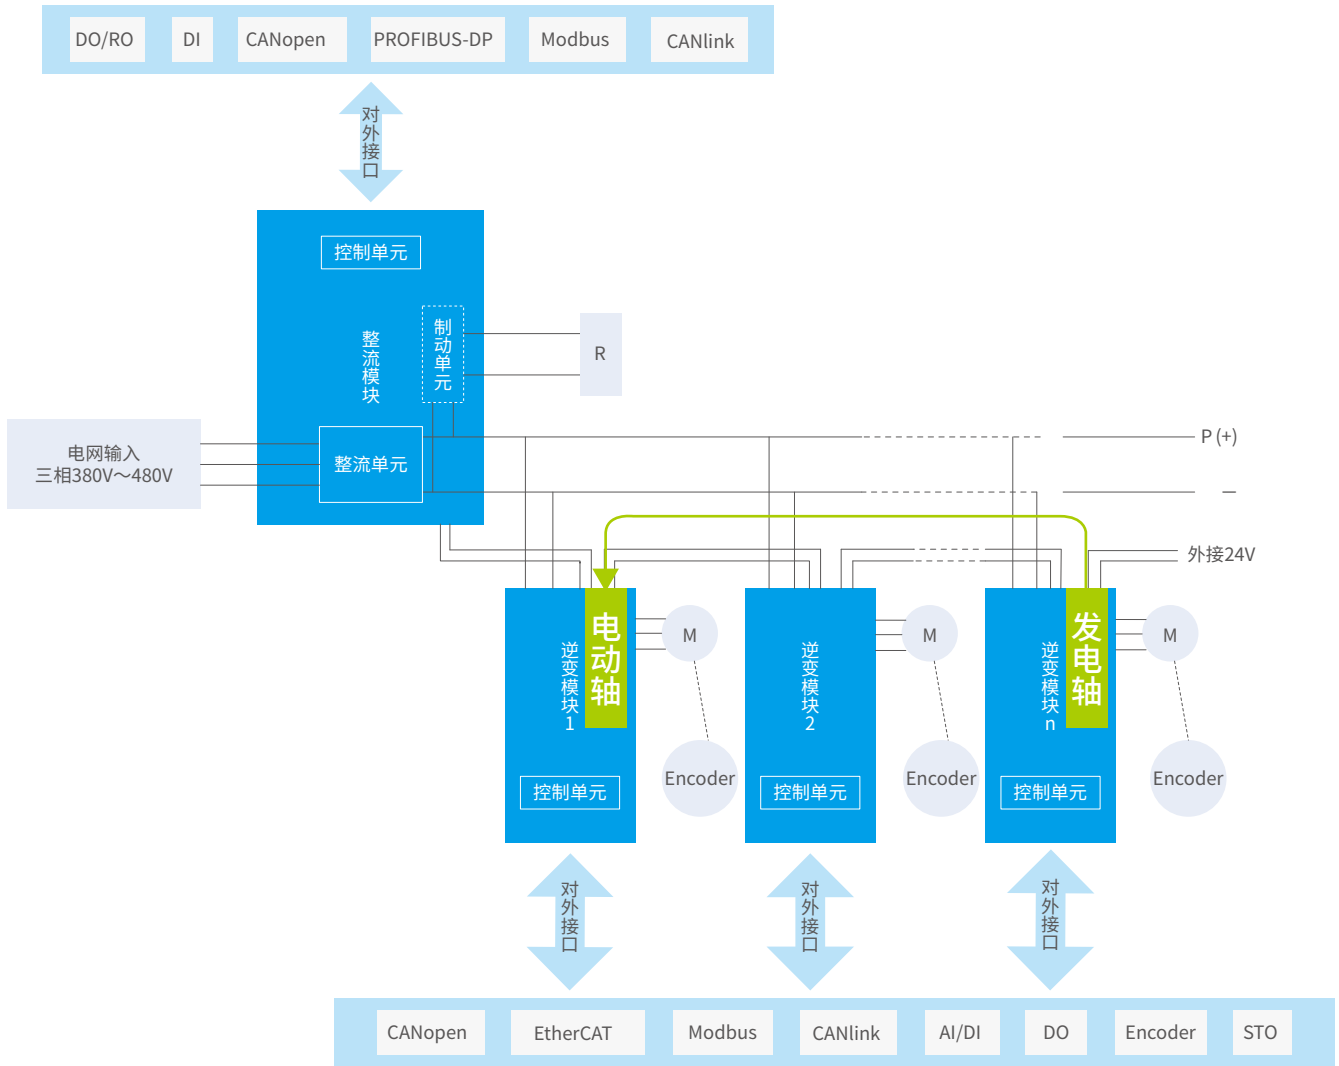 DO/RO
DI
CANopen
PROFIBUS-DP
Modbus
CANlink
对外接口
控制单元
制动单元
整流模块
R
电网输入
三相380V～480V
整流单元
P (+)
—
外接24V
电动轴
逆变模块1
M
逆变模块2
M
发电轴
逆变模块n
M
Encoder
Encoder
Encoder
控制单元
控制单元
控制单元
对外接口
对外接口
对外接口
CANopen
EtherCAT
Modbus
CANlink
AI/DI
DO
Encoder
STO